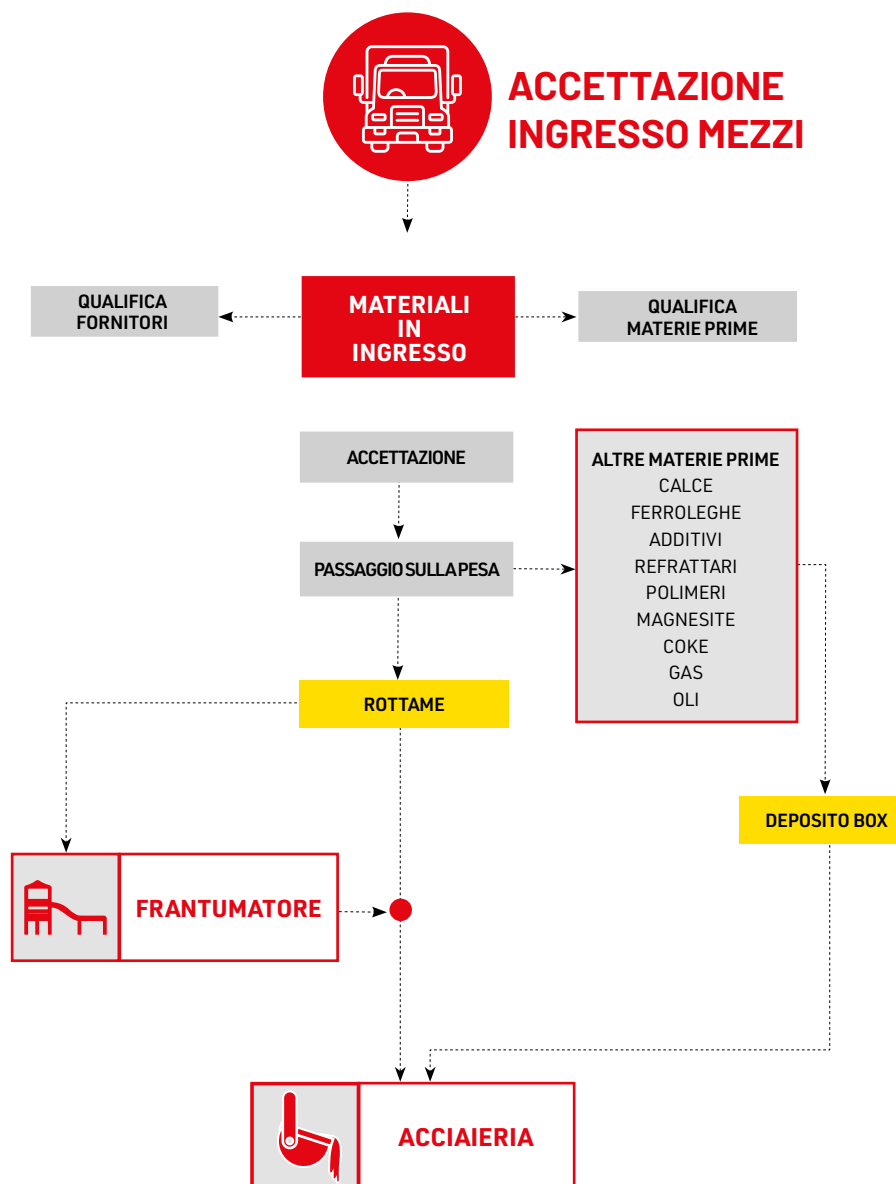 ACCETTAZIONE
INGRESSO MEZZI
QUALIFICA
FORNITORI
MATERIALI
IN
INGRESSO
QUALIFICA
MATERIE PRIME
ACCETTAZIONE
PASSAGGIO SULLA PESA
ALTRE MATERIE PRIME
CALCE
FERROLEGHE
ADDITIVI
REFRATTARI
POLIMERI
MAGNESITE
COKE
GAS
OLI
ROTTAME
DEPOSITO BOX
FRANTUMATORE
ACCIAIERIA